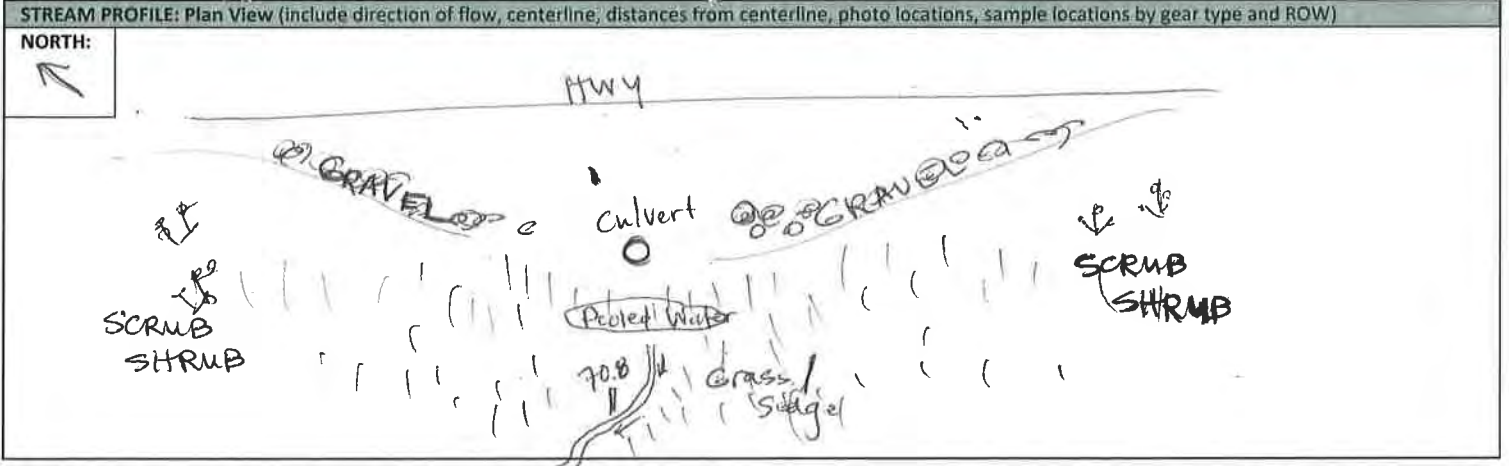 STREAM PROFILE: Plan View (include direction of flow, centerline, distances from centerline, photo locations, sample locations by gear type and ROW)
NORTH:
HWY
GRAVEL
GRAVEL
Culvert
SCRUB
SHRUB
SCRUB
SHRUB
Pooled Water
70.8
Grass/
Sedge